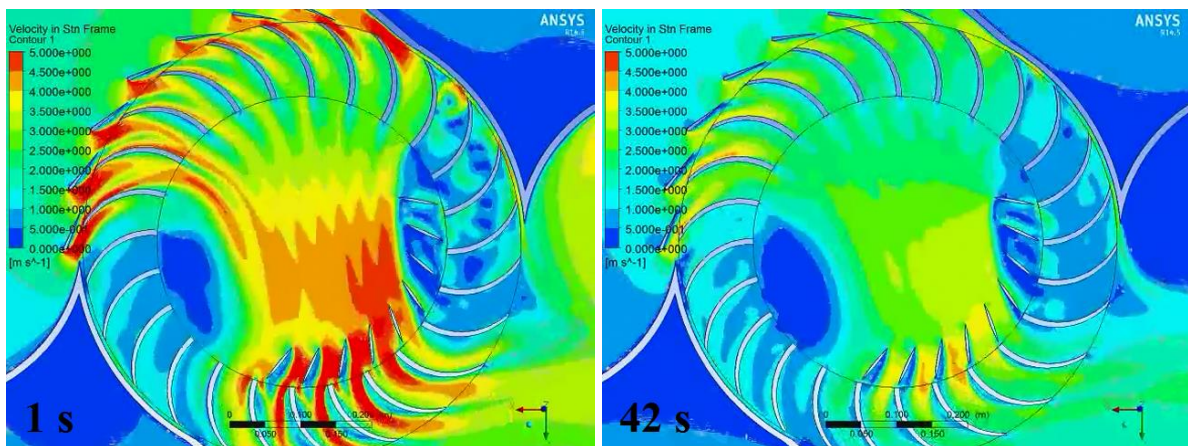 Velocity in Stn Frame
Contour 1
ANSYS
R14.5
5.000e+000
4.500e+000
4.000e+000
3.500e+000
3.000e+000
2.500e+000
2.000e+000
1.500e+000
1.000e+000
5.000e-001
0.000e+000
[m s^-1]
0 0.100 0.200 (m)
0.050 0.150
1 s
Velocity in Stn Frame
Contour 1
ANSYS
R14.5
5.000e+000
4.500e+000
4.000e+000
3.500e+000
3.000e+000
2.500e+000
2.000e+000
1.500e+000
1.000e+000
5.000e-001
0.000e+000
[m s^-1]
0 0.100 0.200 (m)
0.050 0.150
42 s